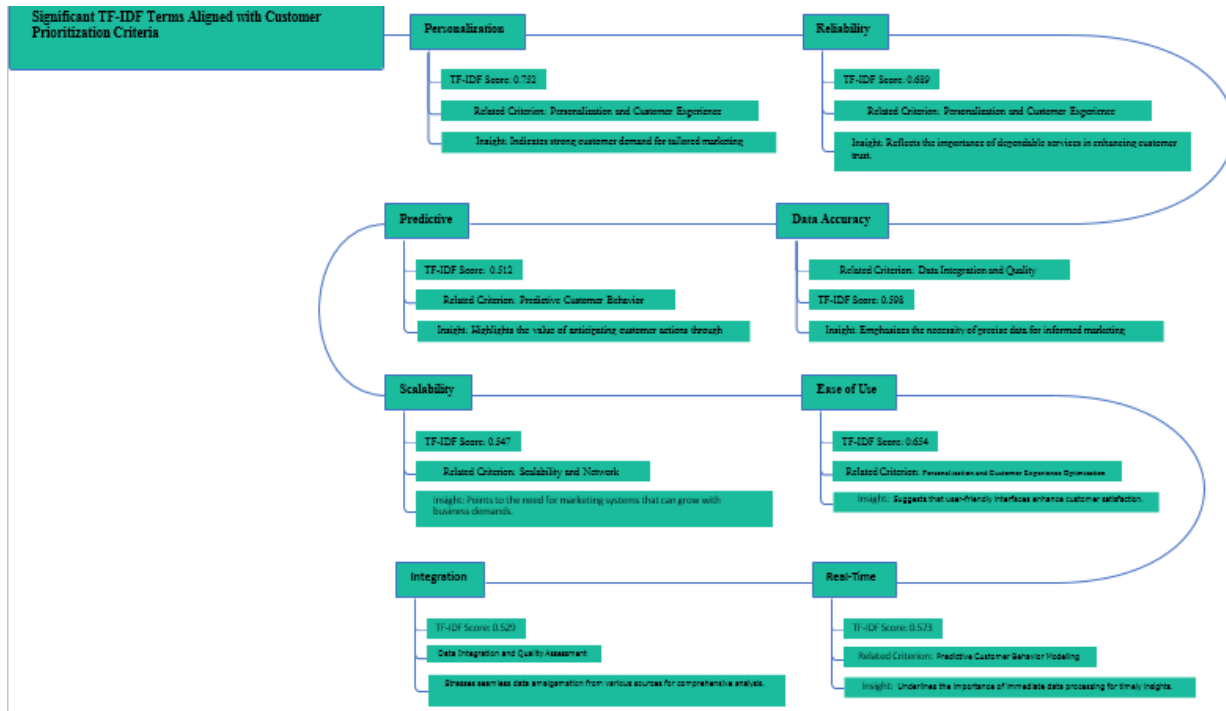 Significant TF-IDF Terms Aligned with Customer
Prioritization Criteria
Personalization
TF-IDF Score: 0.752
Related Criterion: Personalization and Customer Experience
Insight: Indicates strong customer demand for tailored marketing
Reliability
TF-IDF Score: 0.689
Related Criterion: Personalization and Customer Experience
Insight: Reflects the importance of dependable services in enhancing customer
trust.
Predictive
TF-IDF Score: 0.512
Related Criterion: Predictive Customer Behavior
Insight: Highlights the value of anticipating customer actions through
Data Accuracy
Related Criterion: Data Integration and Quality
TF-IDF Score: 0.598
Insight: Emphasizes the necessity of precise data for informed marketing
Scalability
TF-IDF Score: 0.547
Related Criterion: Scalability and Network
Insight: Points to the need for marketing systems that can grow with
business demands.
Ease of Use
TF-IDF Score: 0.654
Related Criterion: Personalization and Customer Experience Optimization
Insight: Suggests that user-friendly interfaces enhance customer satisfaction.
Integration
TF-IDF Score: 0.529
Data Integration and Quality Assessment
Stresses seamless data amalgamation from various sources for comprehensive analysis.
Real-Time
TF-IDF Score: 0.573
Related Criterion: Predictive Customer Behavior Modelling
Insight: Underlines the importance of immediate data processing for timely insights.